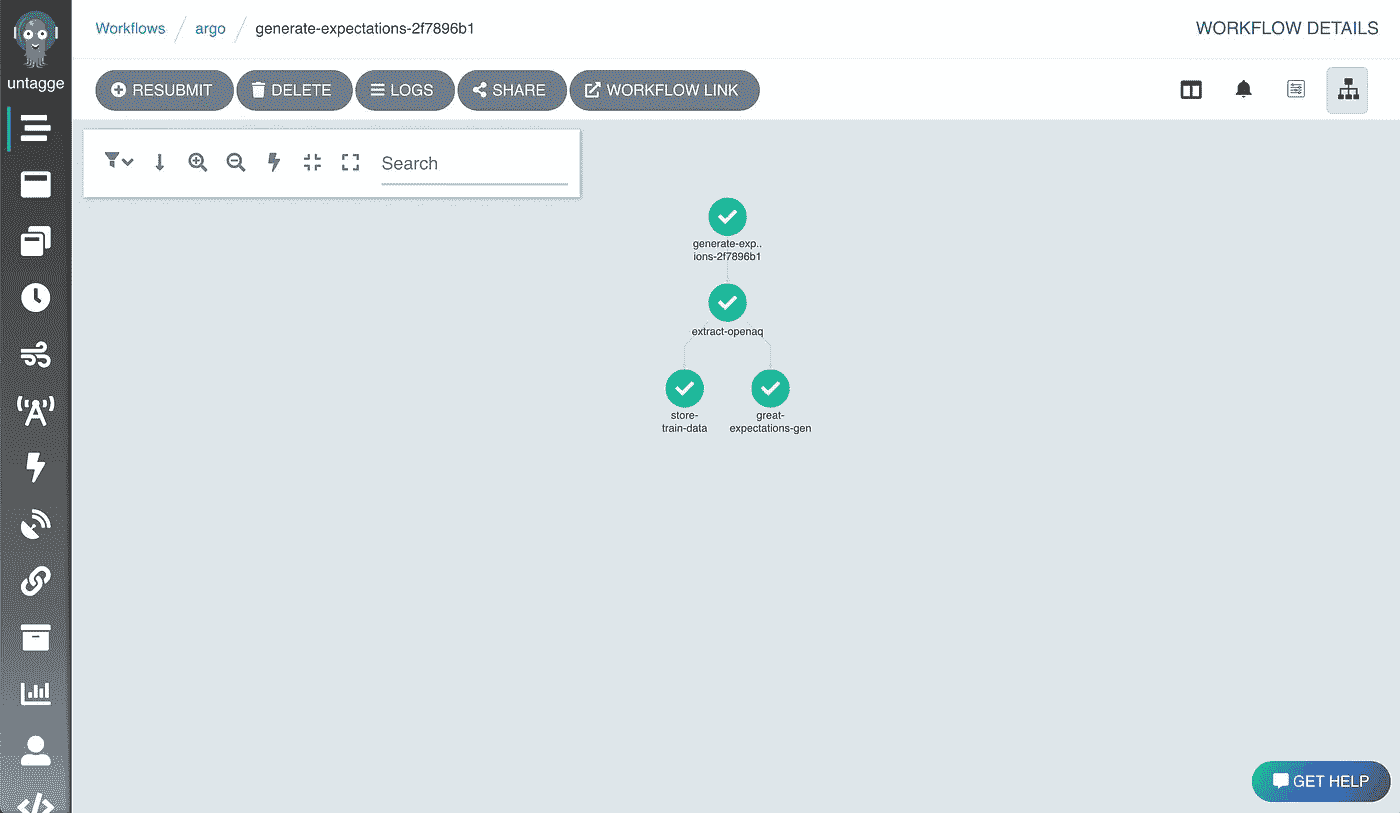 untagge
Workflows / argo / generate-expectations-2f7896b1
WORKFLOW DETAILS
RESUBMIT DELETE LOGS SHARE WORKFLOW LINK
Search
generate-exp..
ions-2f7896b1
extract-openaq
store-
train-data
great-
expectations-gen
GET HELP